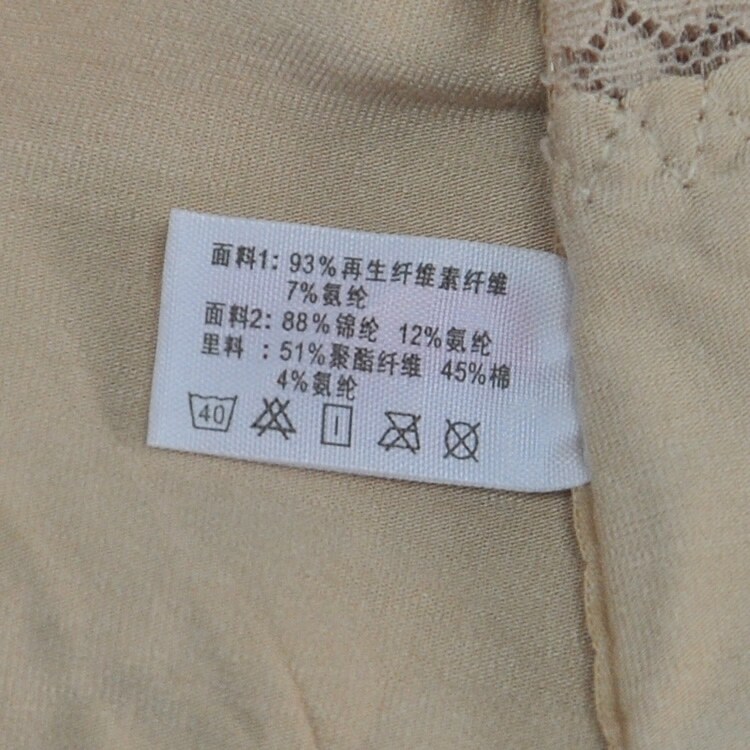 面料1: 93%再生纤维素纤维
7%氨纶
面料2: 88%锦纶 12%氨纶
里料 : 51%聚酯纤维 45%棉
4%氨纶
40